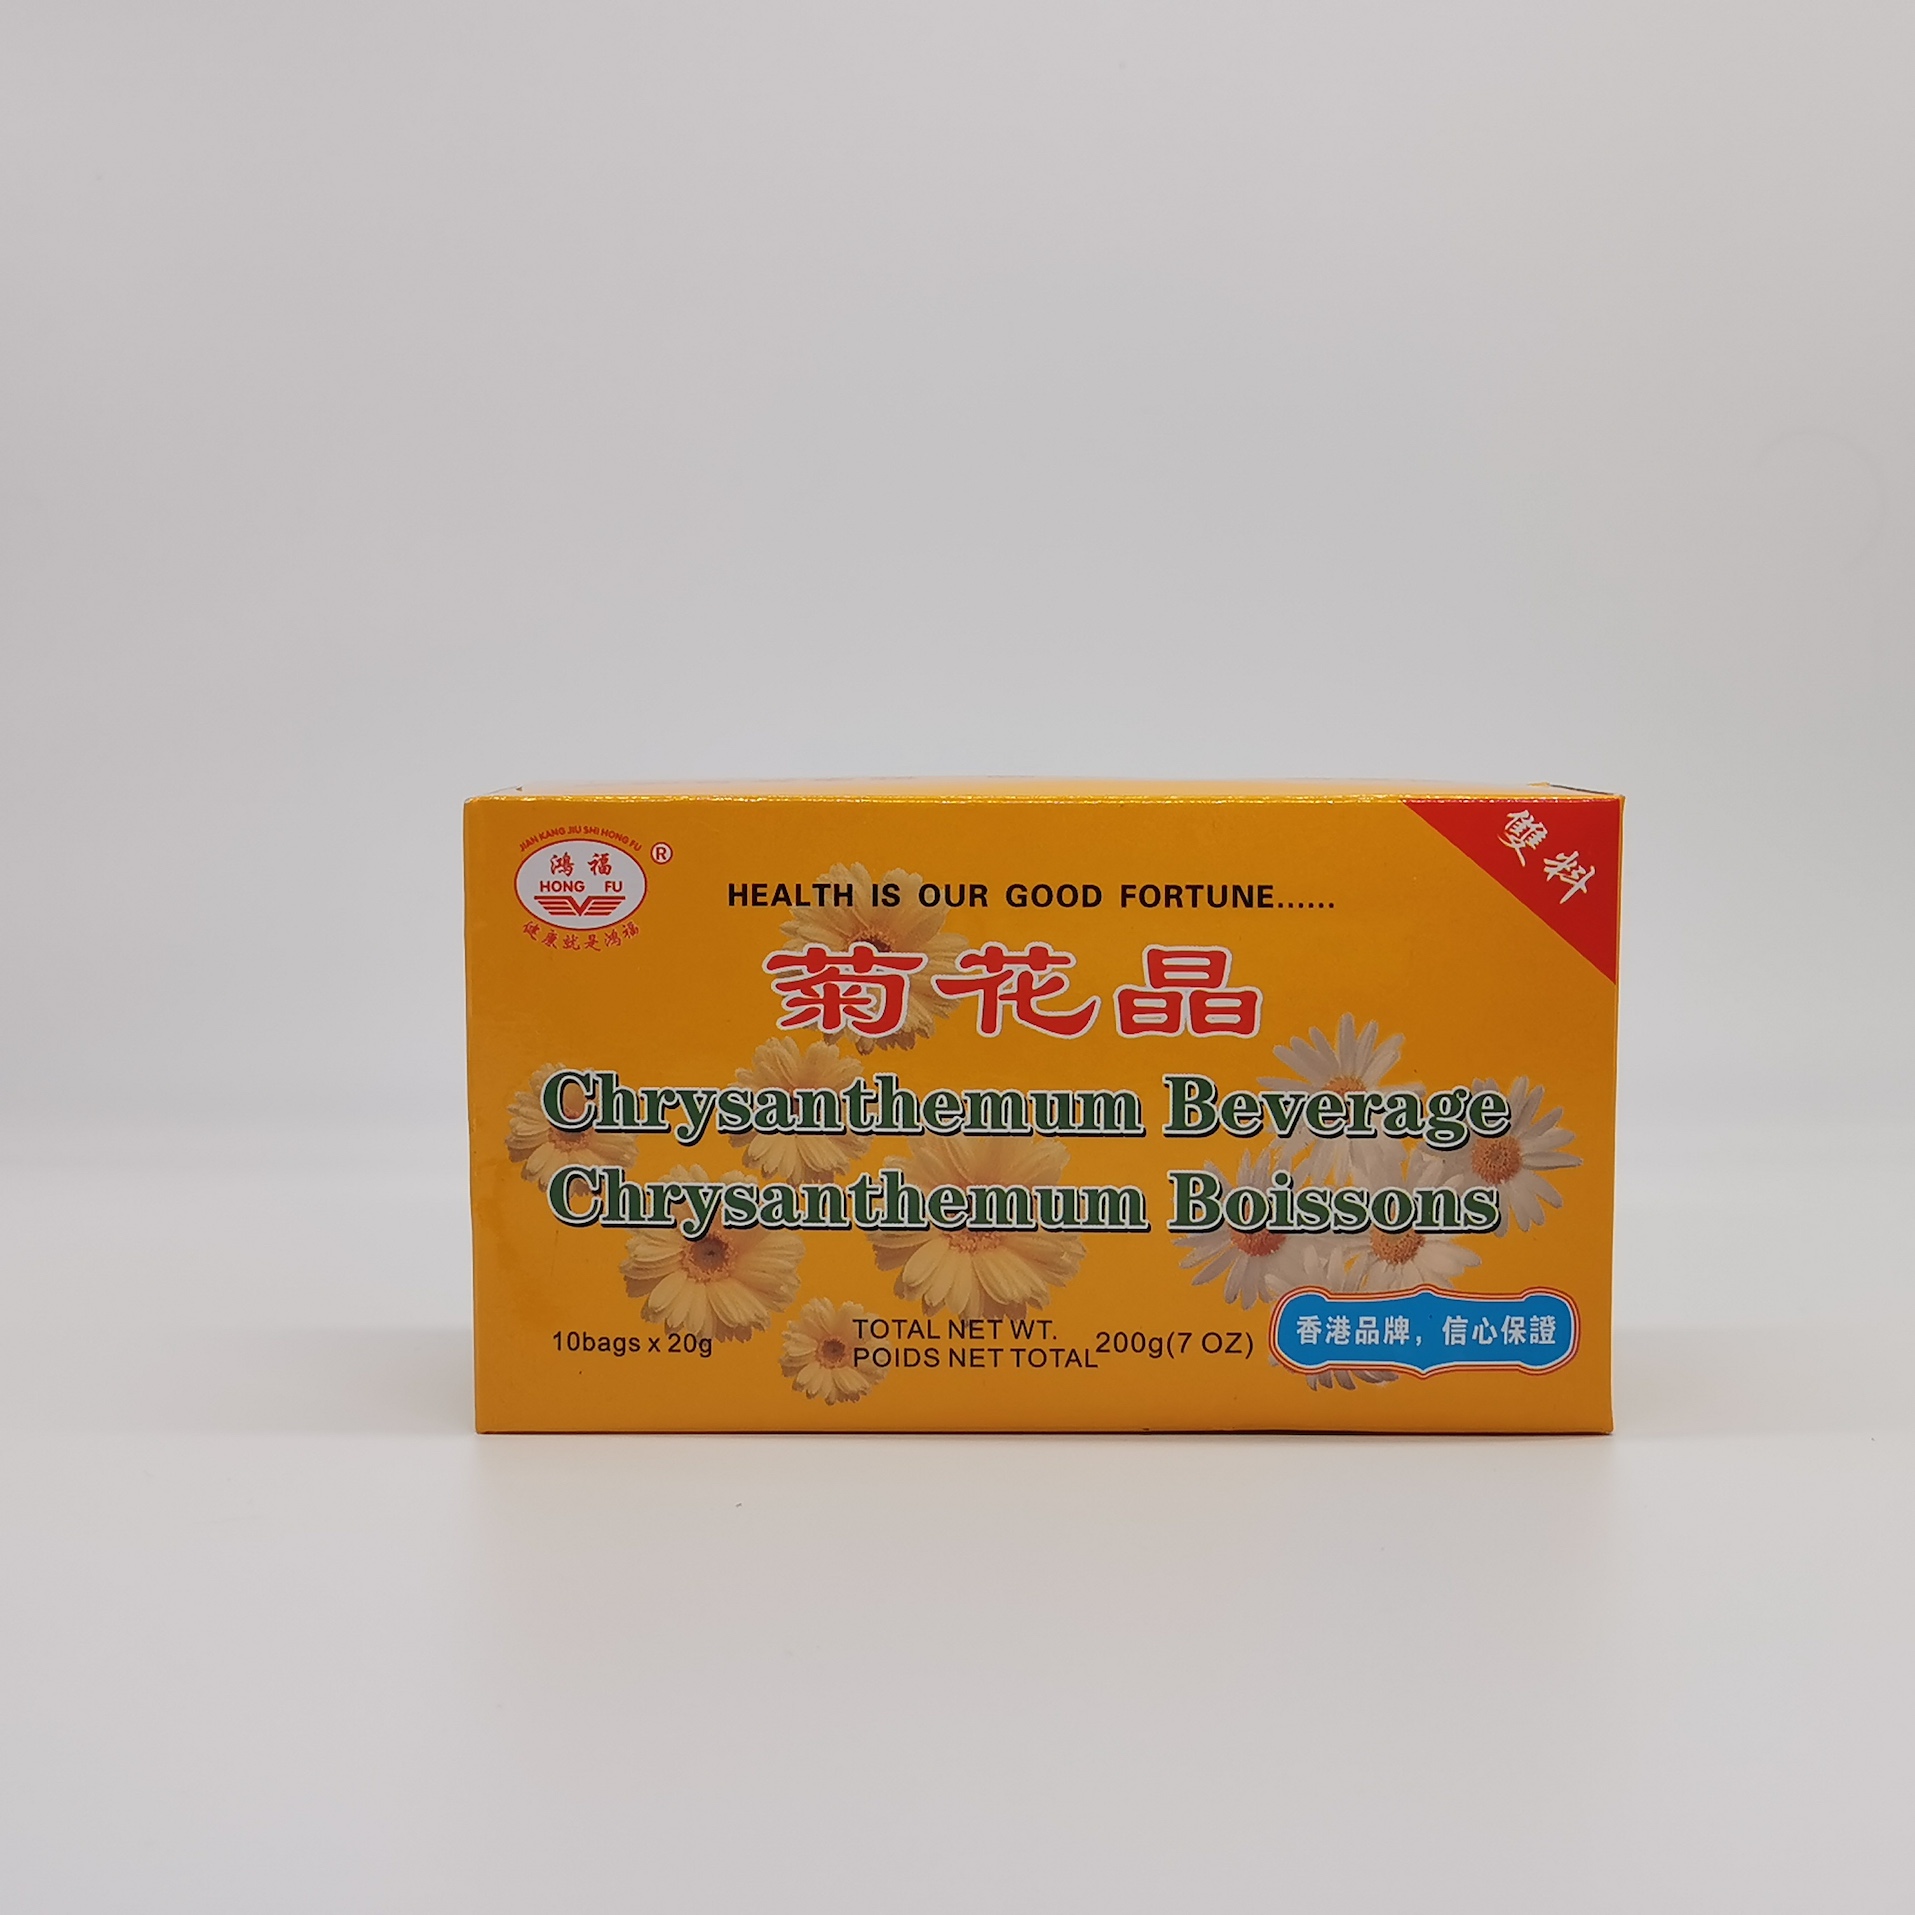 JIAN KANG JIU SHI HONG FU
鴻福
HONG FU
®
健康就是鴻福
雙料
HEALTH IS OUR GOOD FORTUNE......
菊花晶
Chrysanthemum Beverage
Chrysanthemum Boissons
10bags x 20g
TOTAL NET WT.
POIDS NET TOTAL
200g(7 OZ)
香港品牌，信心保證